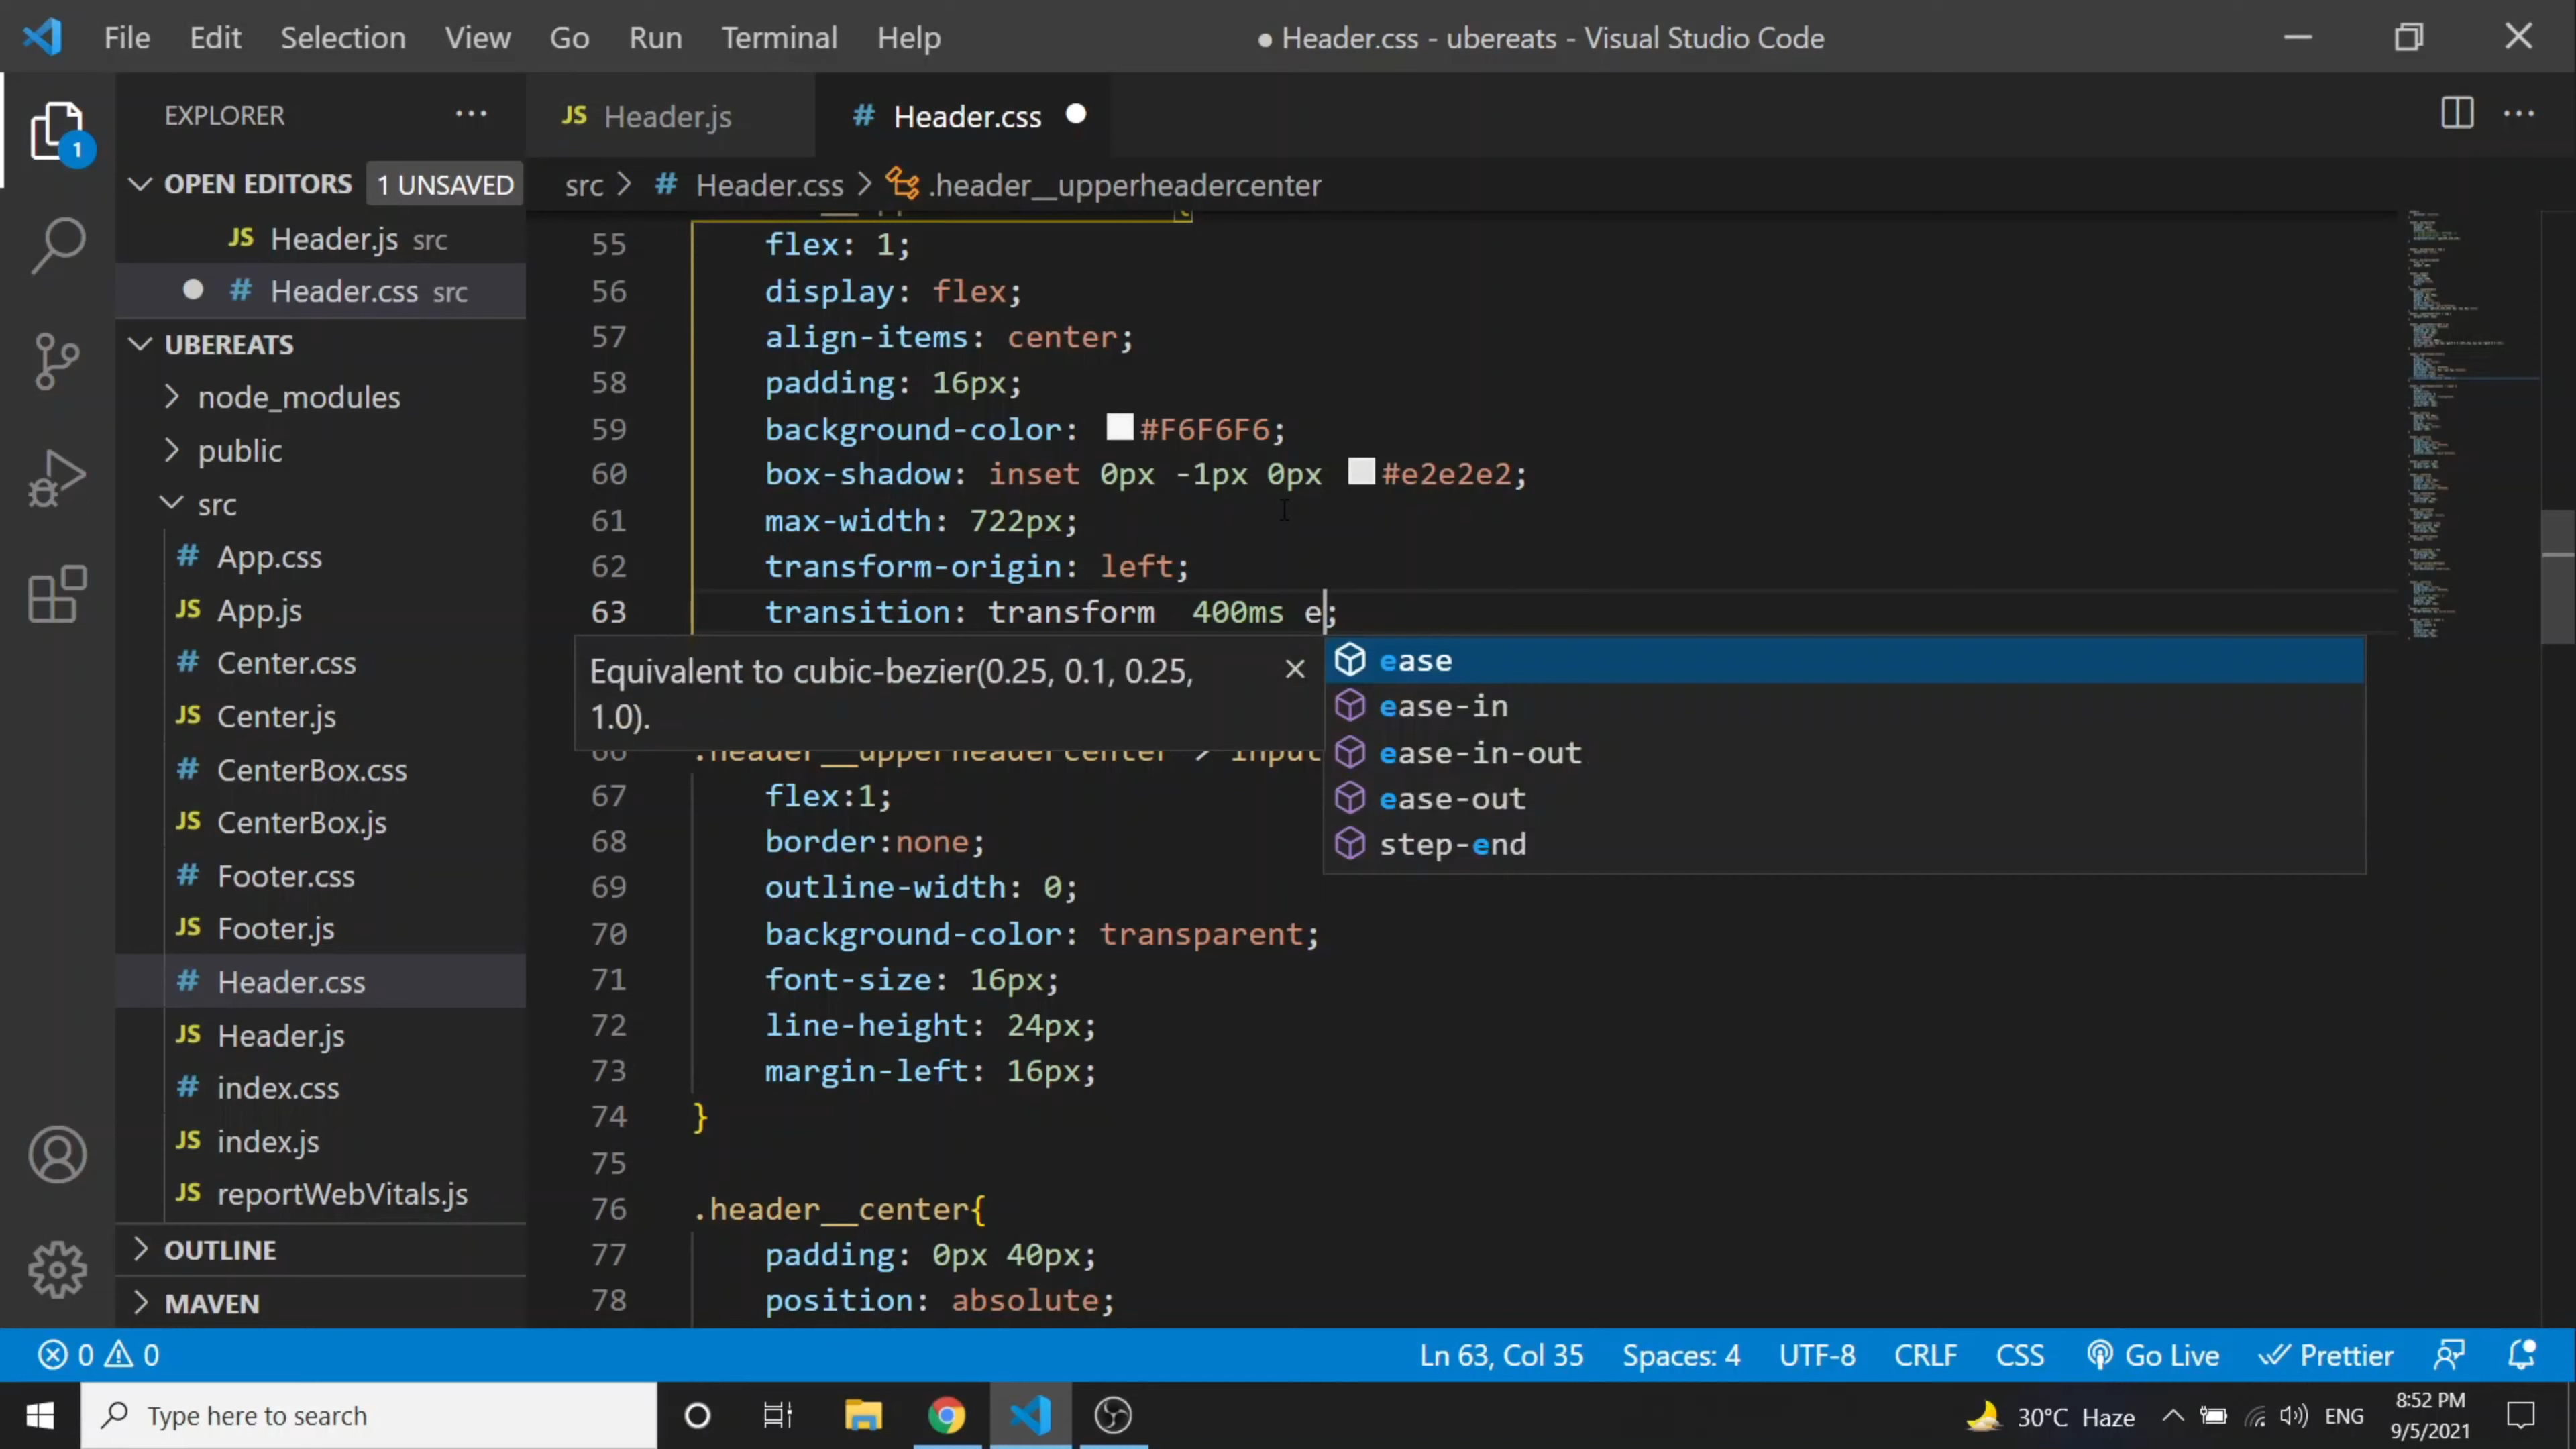 File Edit Selection View Go Run Terminal Help
● Header.css - ubereats - Visual Studio Code
EXPLORER
JS Header.js
# Header.css
1
OPEN EDITORS 1 UNSAVED
src > # Header.css > .header__upperheadercenter
JS Header.js src
# Header.css src
UBEREATS
node_modules
public
src
# App.css
JS App.js
# Center.css
JS Center.js
# CenterBox.css
JS CenterBox.js
# Footer.css
JS Footer.js
# Header.css
JS Header.js
# index.css
JS index.js
JS reportWebVitals.js
OUTLINE
MAVEN
55 flex: 1;
56 display: flex;
57 align-items: center;
58 padding: 16px;
59 background-color: #F6F6F6;
60 box-shadow: inset 0px -1px 0px #e2e2e2;
61 max-width: 722px;
62 transform-origin: left;
63 transition: transform  400ms e;
Equivalent to cubic-bezier(0.25, 0.1, 0.25,
1.0).
ease
ease-in
ease-in-out
ease-out
step-end
66 .header__upperheadercenter > input
67 flex:1;
68 border:none;
69 outline-width: 0;
70 background-color: transparent;
71 font-size: 16px;
72 line-height: 24px;
73 margin-left: 16px;
74 }
75
76 .header__center{
77 padding: 0px 40px;
78 position: absolute;
0 0
Ln 63, Col 35 Spaces: 4 UTF-8 CRLF CSS Go Live Prettier
Type here to search
30°C Haze
ENG
8:52 PM
9/5/2021